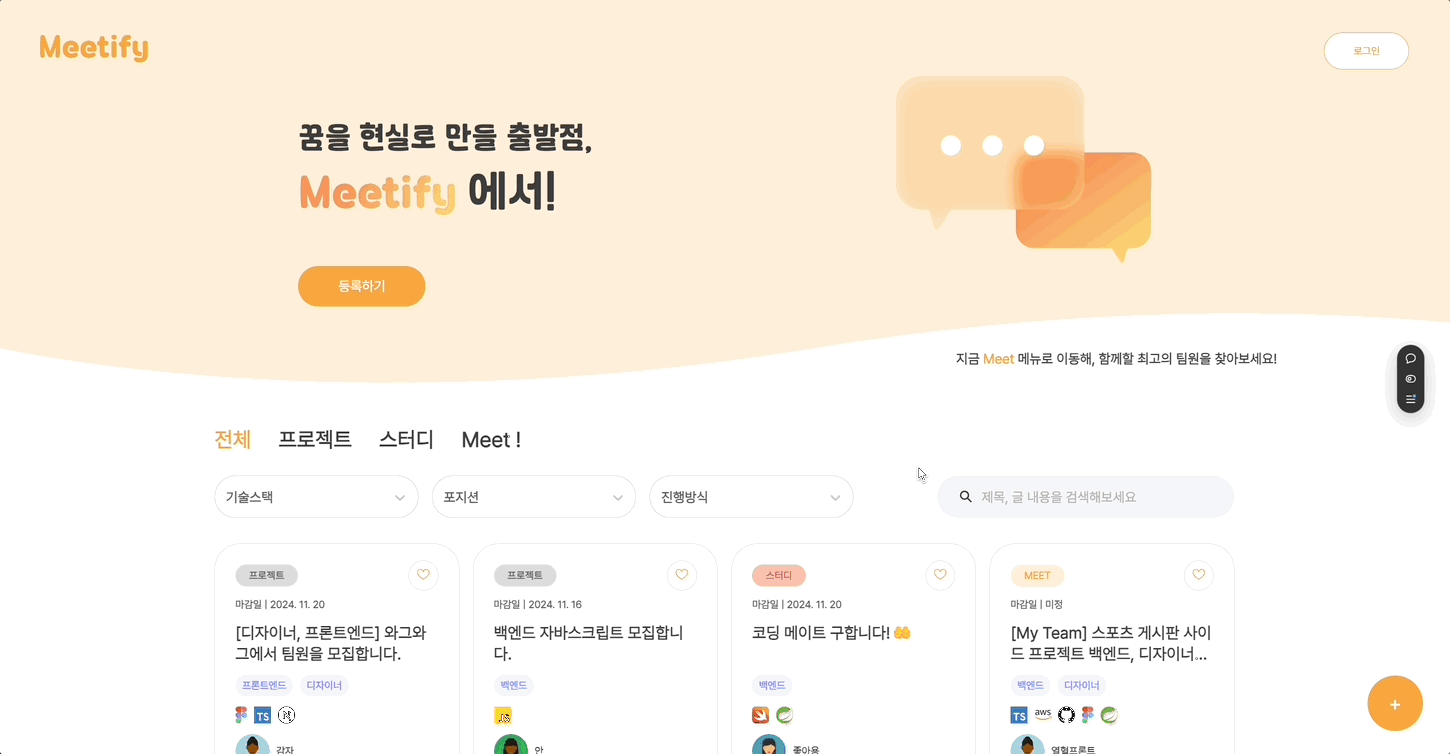 Meetify
로그인
꿈을 현실로 만들 출발점,
Meetify 에서!
등록하기
지금 Meet 메뉴로 이동해, 함께할 최고의 팀원을 찾아보세요!
전체 프로젝트 스터디 Meet !
기술스택 포지션 진행방식 제목, 글 내용을 검색해보세요
프로젝트
마감일 | 2024. 11. 20
[디자이너, 프론트엔드] 와그와
그에서 팀원을 모집합니다.
프론트엔드 디자이너
TS N
감자
프로젝트
마감일 | 2024. 11. 16
백엔드 자바스크립트 모집합니
다.
백엔드
JS
안
스터디
마감일 | 2024. 11. 20
코딩 메이트 구합니다! 🤲
백엔드
좋아용
MEET
마감일 | 미정
[My Team] 스포츠 게시판 사이
드 프로젝트 백엔드, 디자이너...
백엔드 디자이너
TS aws
열혈프론트
+